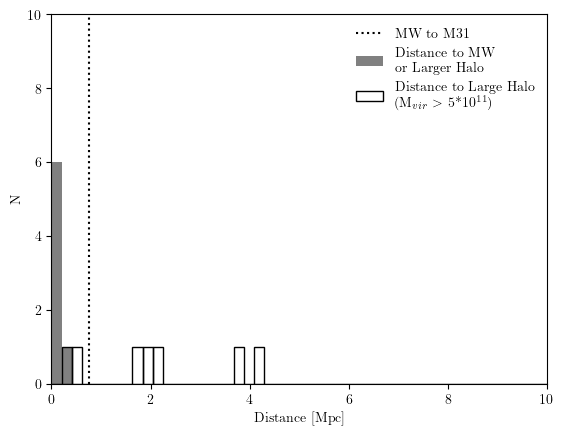 10
8
6
4
2
0
N
0
2
4
6
8
10
Distance [Mpc]
MW to M31
Distance to MW
or Larger Halo
Distance to Large Halo
(M_vir > 5*10^11)